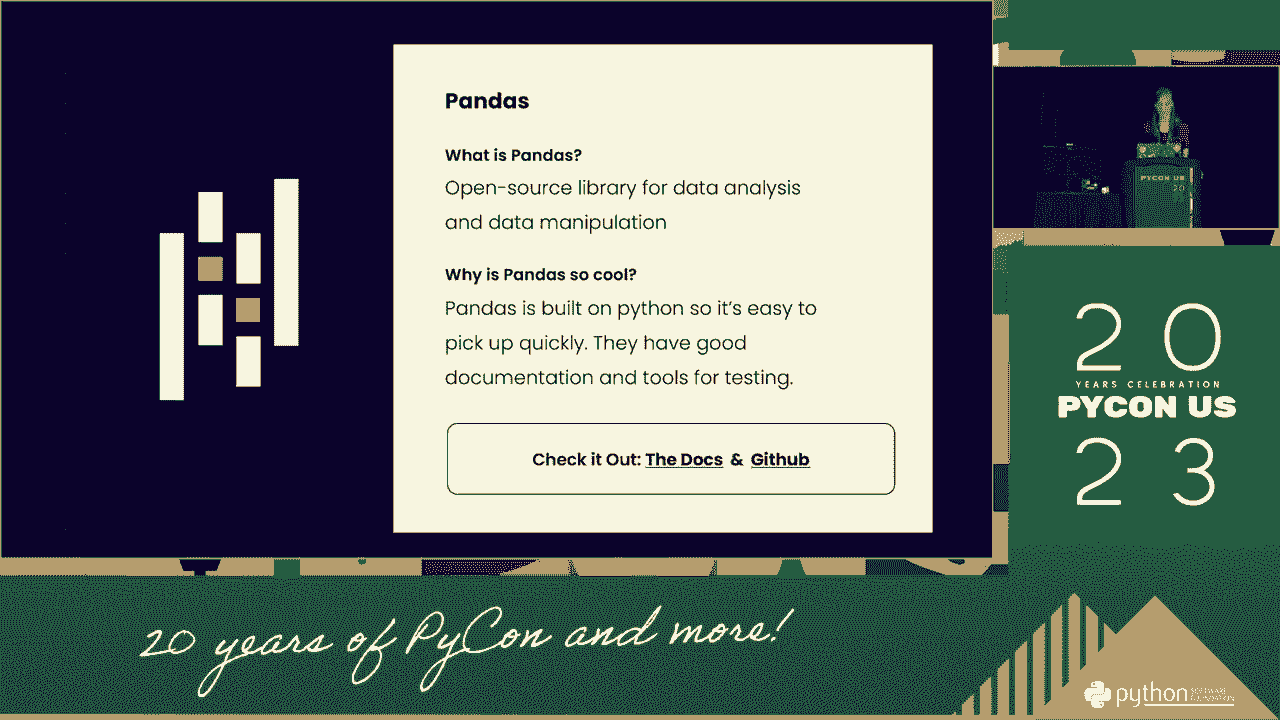 Pandas
What is Pandas?
Open-source library for data analysis
and data manipulation
Why is Pandas so cool?
Pandas is built on python so it's easy to
pick up quickly. They have good
documentation and tools for testing.
Check it Out: The Docs & Github
PYCON US
20
20
YEARS CELEBRATION
PYCON US
23
20 years of PyCon and more!
python
SOFTWARE
FOUNDATION